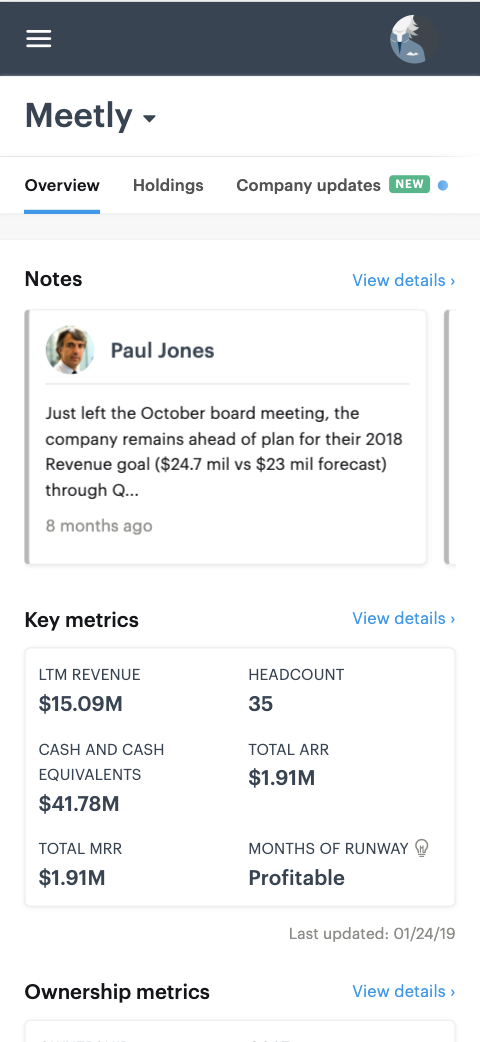 Meetly
Overview Holdings Company updates NEW
Notes View details ›
Paul Jones
Just left the October board meeting, the
company remains ahead of plan for their 2018
Revenue goal ($24.7 mil vs $23 mil forecast)
through Q...
8 months ago
Key metrics View details ›
LTM REVENUE HEADCOUNT
$15.09M 35
CASH AND CASH TOTAL ARR
EQUIVALENTS $1.91M
$41.78M
TOTAL MRR MONTHS OF RUNWAY
$1.91M Profitable
Last updated: 01/24/19
Ownership metrics View details ›